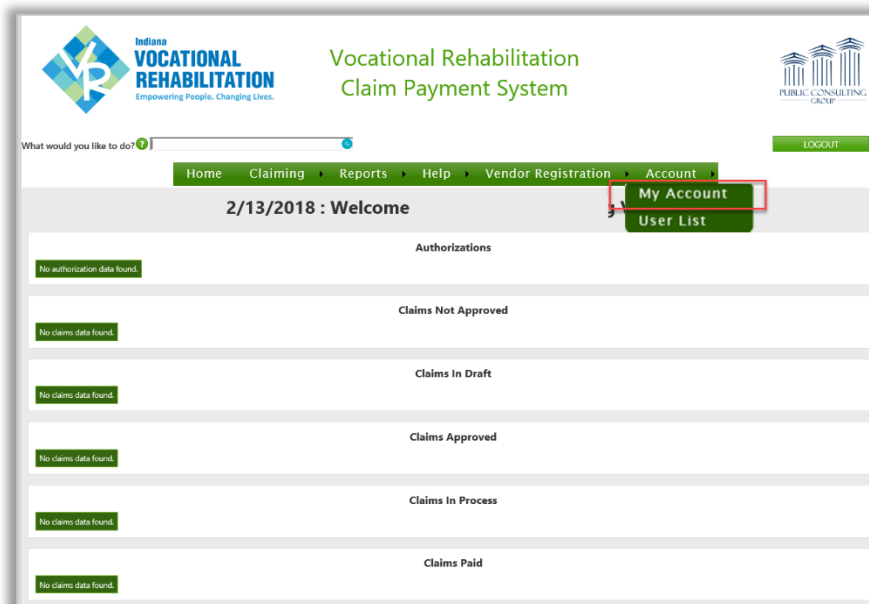 Indiana
VOCATIONAL
REHABILITATION
Empowering People. Changing Lives.
VR
Vocational Rehabilitation
Claim Payment System
PUBLIC CONSULTING
GROUP
What would you like to do? ?
LOGOUT
Home Claiming Reports Help Vendor Registration Account
My Account
User List
2/13/2018 : Welcome
Authorizations
No authorization data found.
Claims Not Approved
No claims data found.
Claims In Draft
No claims data found.
Claims Approved
No claims data found.
Claims In Process
No claims data found.
Claims Paid
No claims data found.